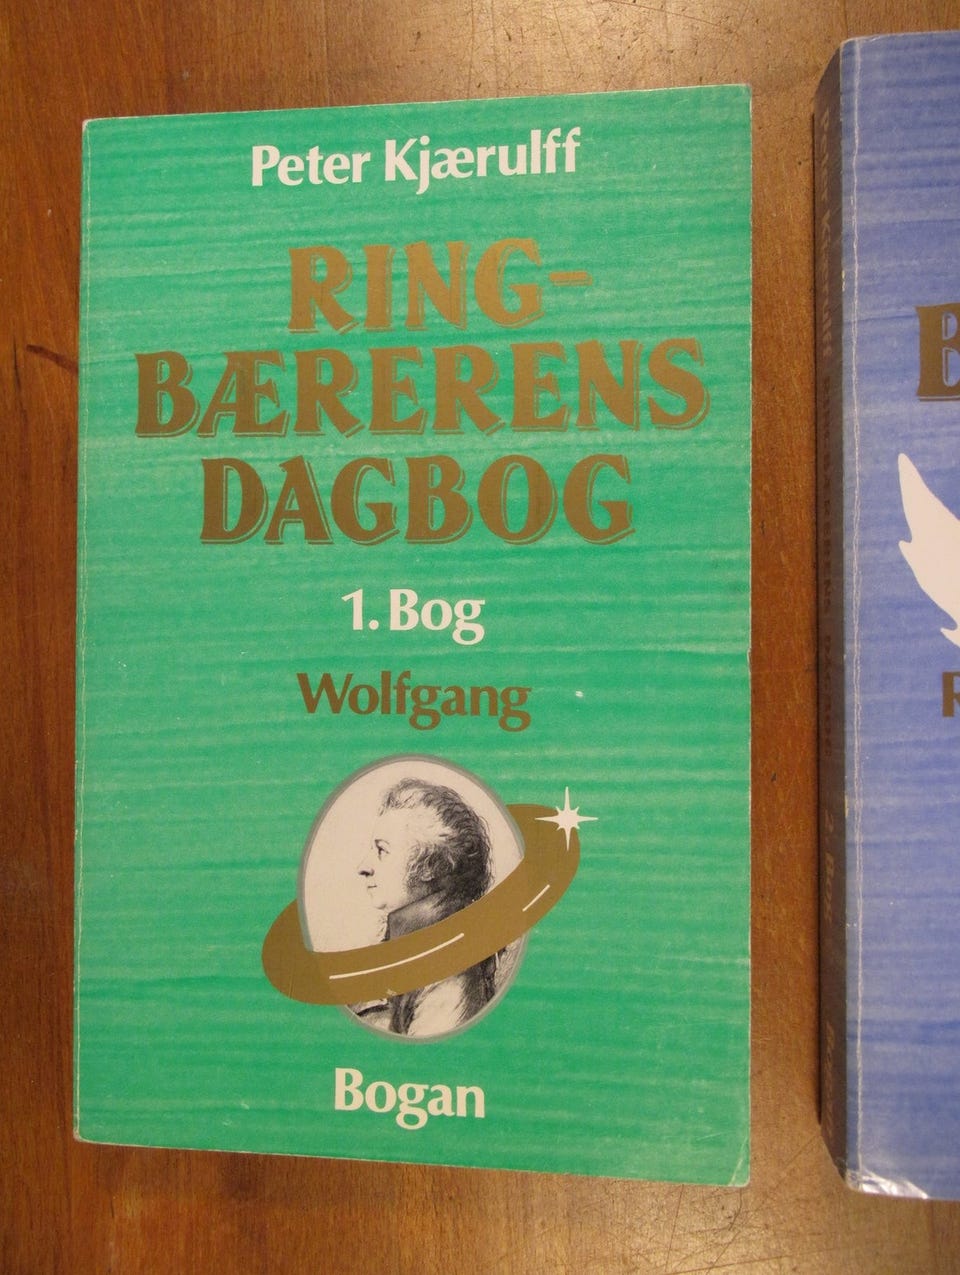 Peter Kjærulff
RING-
BÆRERENS
DAGBOG
1. Bog
Wolfgang
Bogan
B
R